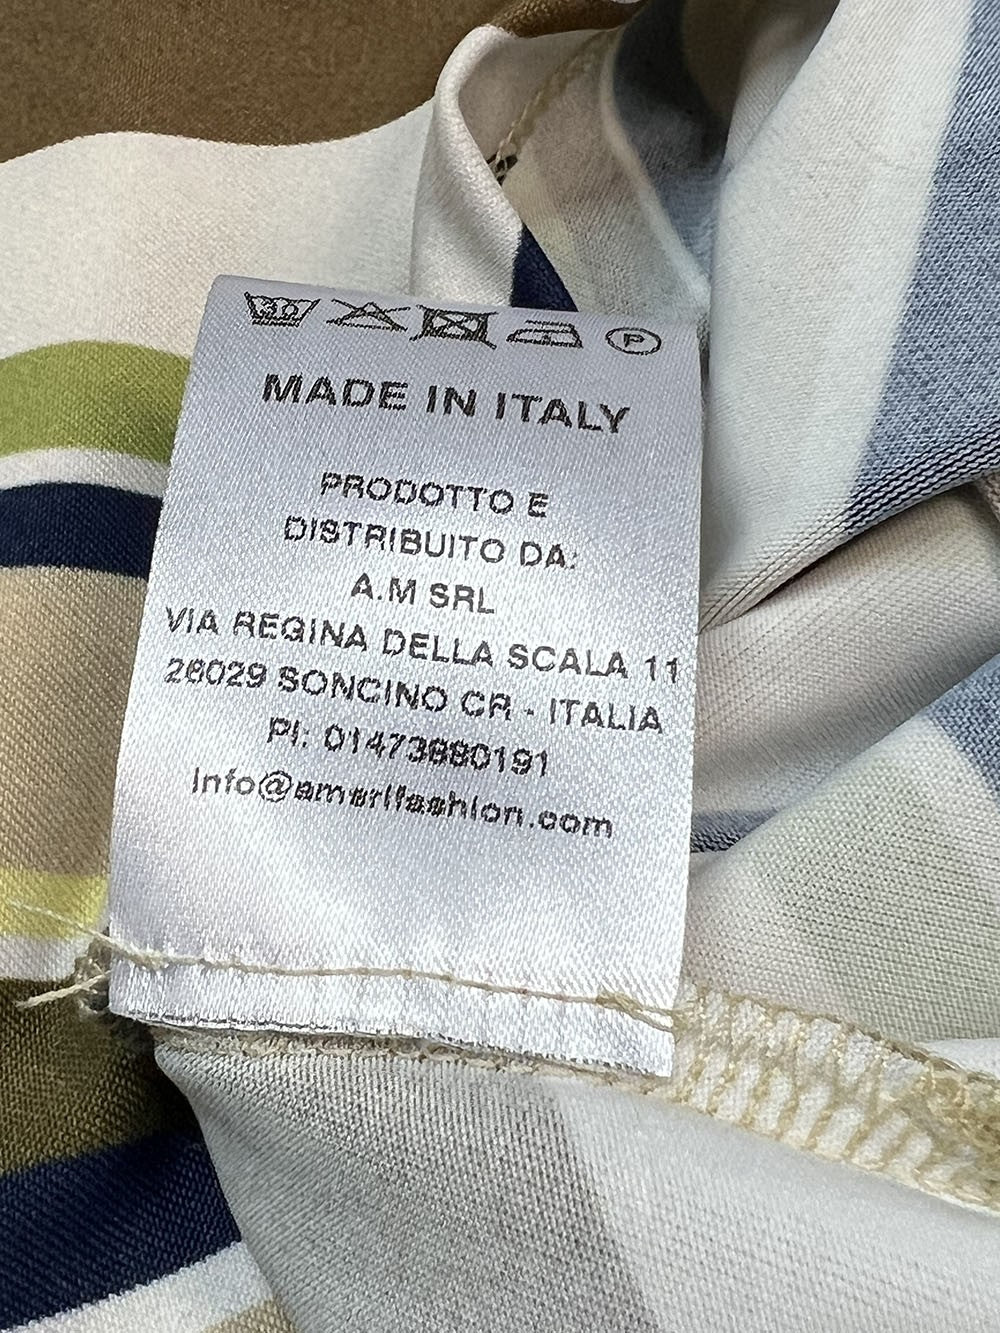 30 P
MADE IN ITALY
PRODOTTO E
DISTRIBUITO DA:
A.M SRL
VIA REGINA DELLA SCALA 11
26029 SONCINO CR - ITALIA
PI: 01473880191
Info@amsrlfashion.com